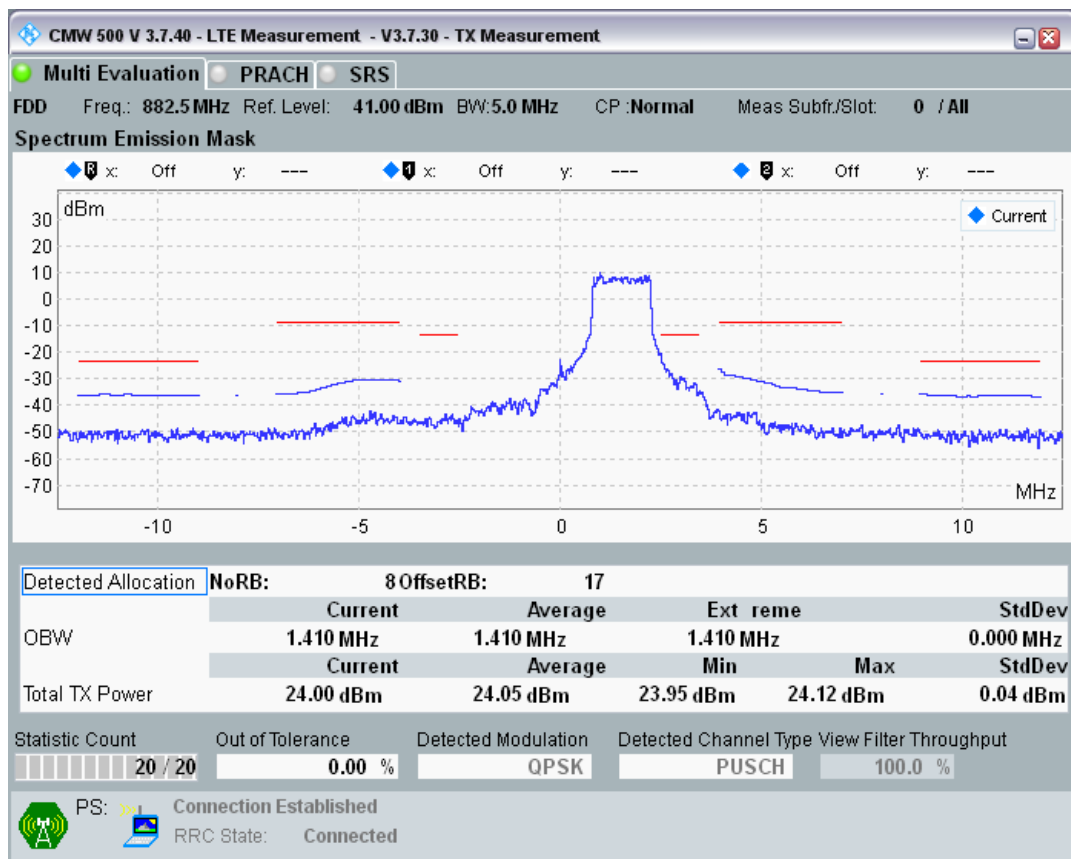 CMW 500 V 3.7.40 - LTE Measurement - V3.7.30 - TX Measurement
Multi Evaluation PRACH SRS
FDD Freq.: 882.5 MHz Ref. Level: 41.00 dBm BW:5.0 MHz CP :Normal Meas Subfr./Slot: 0 / All
Spectrum Emission Mask
R x: Off y: --- 1 x: Off y: --- 2 x: Off y: ---
dBm
Current
30
20
10
0
-10
-20
-30
-40
-50
-60
-70
MHz
-10 -5 0 5 10
Detected Allocation NoRB: 8 OffsetRB: 17
Current Average Ext reme StdDev
OBW 1.410 MHz 1.410 MHz 1.410 MHz 0.000 MHz
Current Average Min Max StdDev
Total TX Power 24.00 dBm 24.05 dBm 23.95 dBm 24.12 dBm 0.04 dBm
Statistic Count Out of Tolerance Detected Modulation Detected Channel Type View Filter Throughput
20 / 20 0.00 % QPSK PUSCH 100.0 %
PS: Connection Established
RRC State: Connected